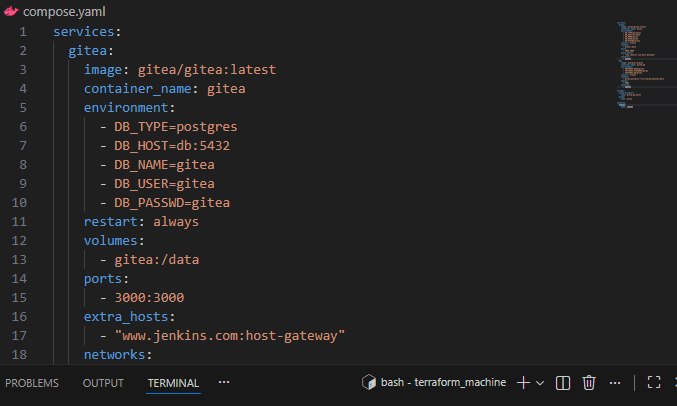 compose.yaml
1 services:
2 gitea:
3 image: gitea/gitea:latest
4 container_name: gitea
5 environment:
6 - DB_TYPE=postgres
7 - DB_HOST=db:5432
8 - DB_NAME=gitea
9 - DB_USER=gitea
10 - DB_PASSWD=gitea
11 restart: always
12 volumes:
13 - gitea:/data
14 ports:
15 - 3000:3000
16 extra_hosts:
17 - "www.jenkins.com:host-gateway"
18 networks:
PROBLEMS OUTPUT TERMINAL ··· bash - terraform_machine